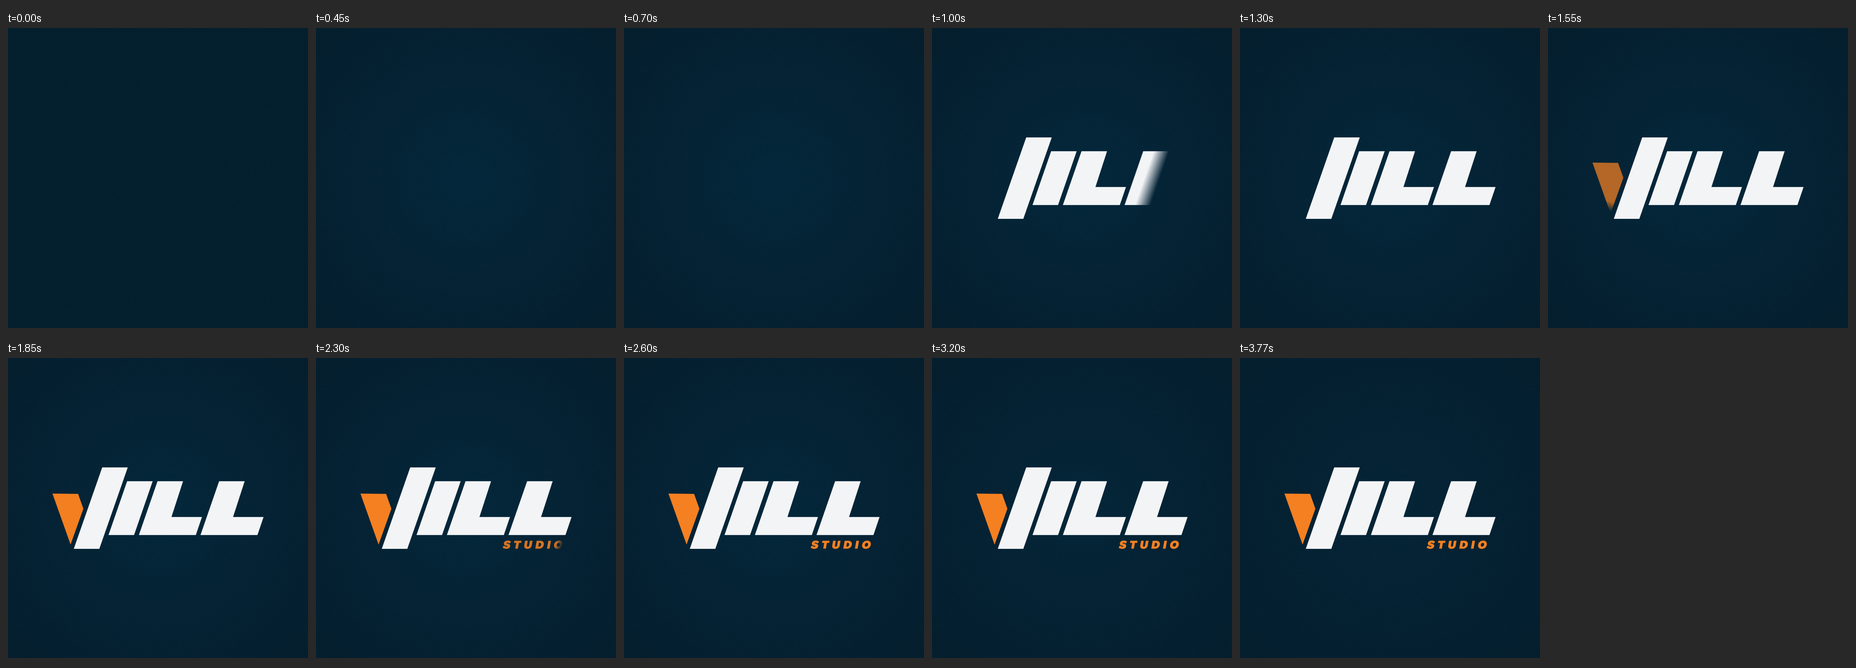 t=0.00s
t=0.45s
t=0.70s
t=1.00s
t=1.30s
t=1.55s
ILL
VILL
t=1.85s
t=2.30s
t=2.60s
t=3.20s
t=3.77s
VILL
VILL
STUDIO
VILL
STUDIO
VILL
STUDIO
VILL
STUDIO